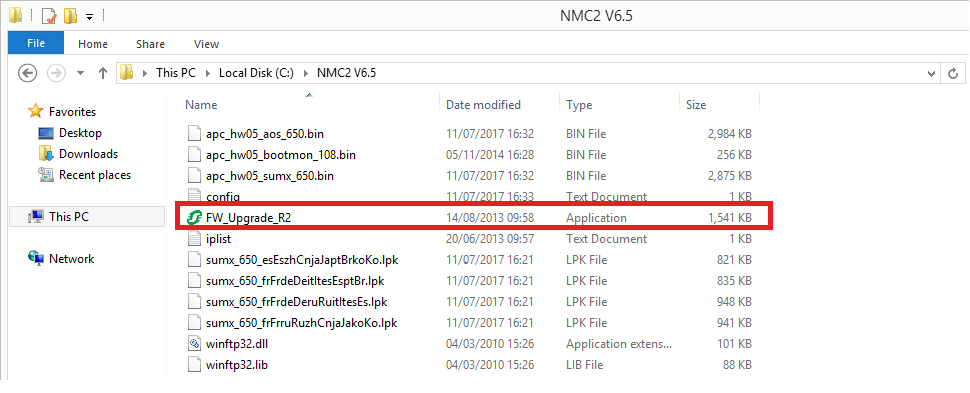 NMC2 V6.5
File Home Share View
This PC Local Disk (C:) NMC2 V6.5
Favorites
Desktop
Downloads
Recent places
This PC
Network
Name Date modified Type Size
apc_hw05_aos_650.bin 11/07/2017 16:32 BIN File 2,984 KB
apc_hw05_bootmon_108.bin 05/11/2014 16:28 BIN File 256 KB
apc_hw05_sumx_650.bin 11/07/2017 16:32 BIN File 2,875 KB
config 11/07/2017 16:33 Text Document 1 KB
FW_Upgrade_R2 14/08/2013 09:58 Application 1,541 KB
iplist 20/06/2013 09:57 Text Document 1 KB
sumx_650_esEszhCnjaJaptBrkoKo.lpk 11/07/2017 16:21 LPK File 821 KB
sumx_650_frFrdeDeitItesEsptBr.lpk 11/07/2017 16:21 LPK File 835 KB
sumx_650_frFrdeDeruRuitItesEs.lpk 11/07/2017 16:21 LPK File 948 KB
sumx_650_frFrruRuzhCnjaJakoKo.lpk 11/07/2017 16:21 LPK File 941 KB
winftp32.dll 04/03/2010 15:26 Application extens... 101 KB
winftp32.lib 04/03/2010 15:26 LIB File 88 KB